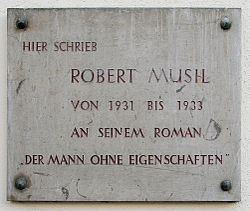 HIER SCHRIEB
ROBERT MUSIL
VON 1931 BIS 1933
AN SEINEM ROMAN
„DER MANN OHNE EIGENSCHAFTEN"